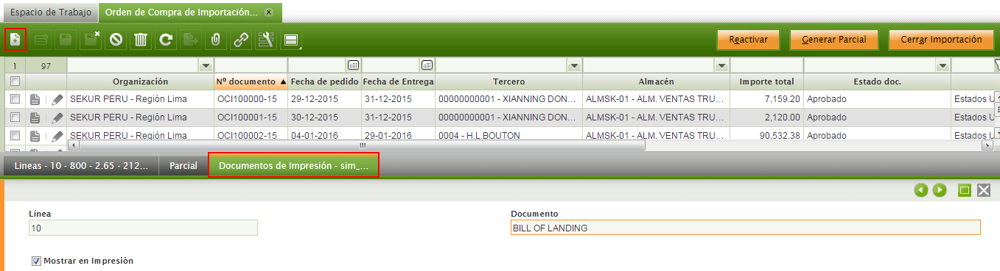 Espacio de Trabajo Orden de Compra de Importación... x
Reactivar Generar Parcial Cerrar Importación
1 97
Organización Nº documento Fecha de pedido Fecha de Entrega Tercero Almacén Importe total Estado doc.
SEKUR PERU - Región Lima OCI100000-15 29-12-2015 31-12-2015 00000000001 - XIANNING DON... ALMSK-01 - ALM. VENTAS TRU... 7,159.20 Aprobado Estados U
SEKUR PERU - Región Lima OCI100001-15 30-12-2015 31-12-2015 00000000001 - XIANNING DON... ALMSK-01 - ALM. VENTAS TRU... 2,120.00 Aprobado Estados U
SEKUR PERU - Región Lima OCI100002-15 04-01-2016 29-01-2016 0004 - H.L.BOUTON ALMSK-01 - ALM. VENTAS TRU... 90,532.38 Aprobado Estados U
Lineas - 10 - 800 - 2.65 - 212... Parcial Documentos de Impresión - sim_...
Línea Documento
10 BILL OF LANDING
Mostrar en Impresiòn